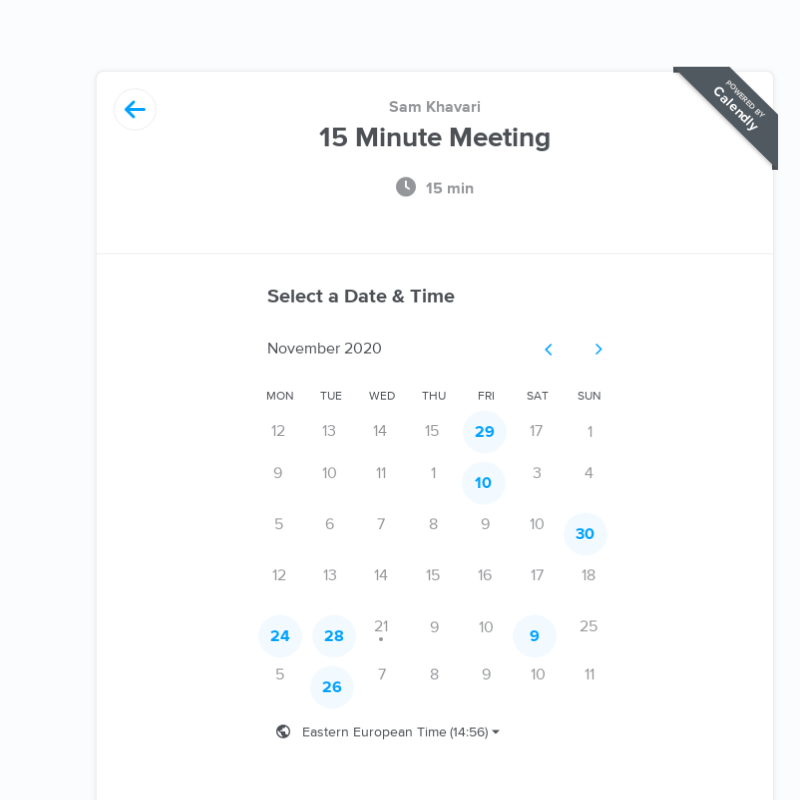 POWERED BY
Calendly
Sam Khavari
15 Minute Meeting
15 min
Select a Date & Time
November 2020
MON TUE WED THU FRI SAT SUN
12 13 14 15 29 17 1
9 10 11 1 10 3 4
5 6 7 8 9 10 30
12 13 14 15 16 17 18
24 28 21 9 10 9 25
5 26 7 8 9 10 11
Eastern European Time (14:56)